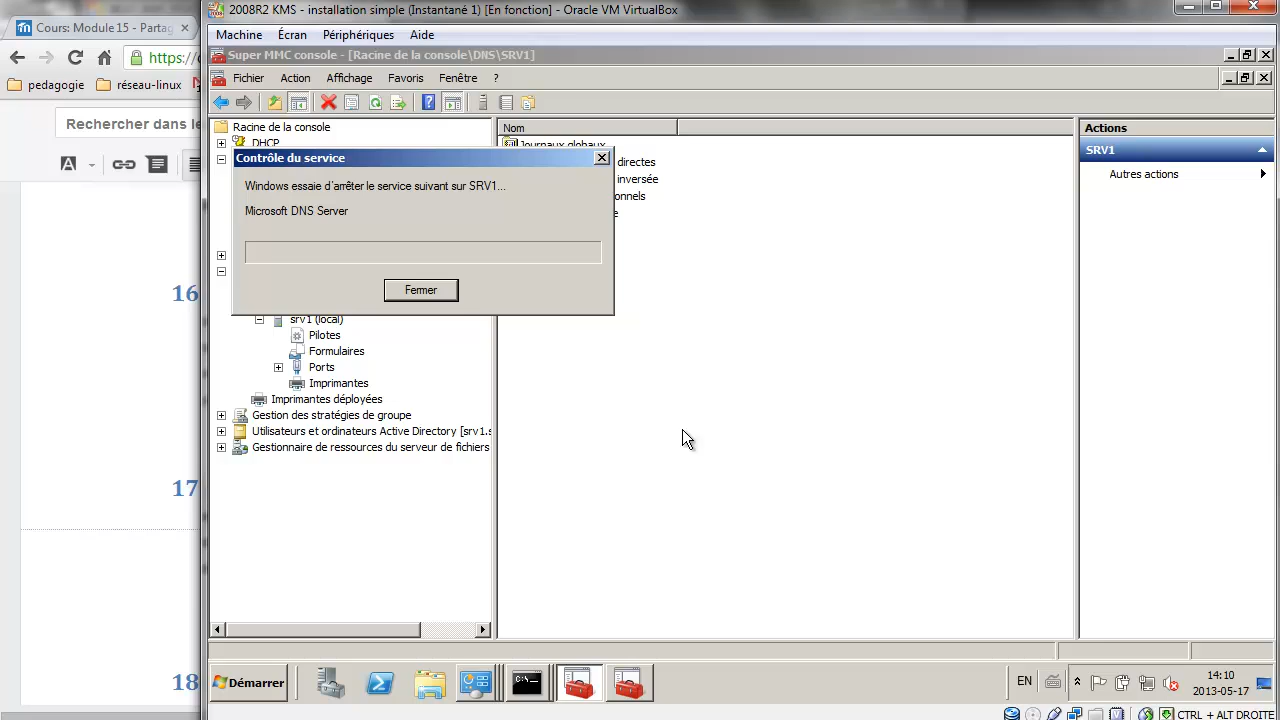 2008R2 KMS - installation simple (Instantané 1) [En fonction] - Oracle VM VirtualBox
Cours: Module 15 - Partag
Machine Écran Périphériques Aide
https://
pedagogie réseau-linux
Super MMC console - [Racine de la console\DNS\SRV1]
Fichier Action Affichage Favoris Fenêtre ?
Rechercher dans le
A
16
17
18
Racine de la console
DHCP
Nom
Journaux globaux
directes
inversée
nnels
e
Contrôle du service
Windows essaie d'arrêter le service suivant sur SRV1...
Microsoft DNS Server
Fermer
srv1 (local)
Pilotes
Formulaires
Ports
Imprimantes
Imprimantes déployées
Gestion des stratégies de groupe
Utilisateurs et ordinateurs Active Directory [srv1.s
Gestionnaire de ressources du serveur de fichiers
Actions
SRV1
Autres actions
Démarrer
EN
14:10
2013-05-17
CTRL + ALT DROITE